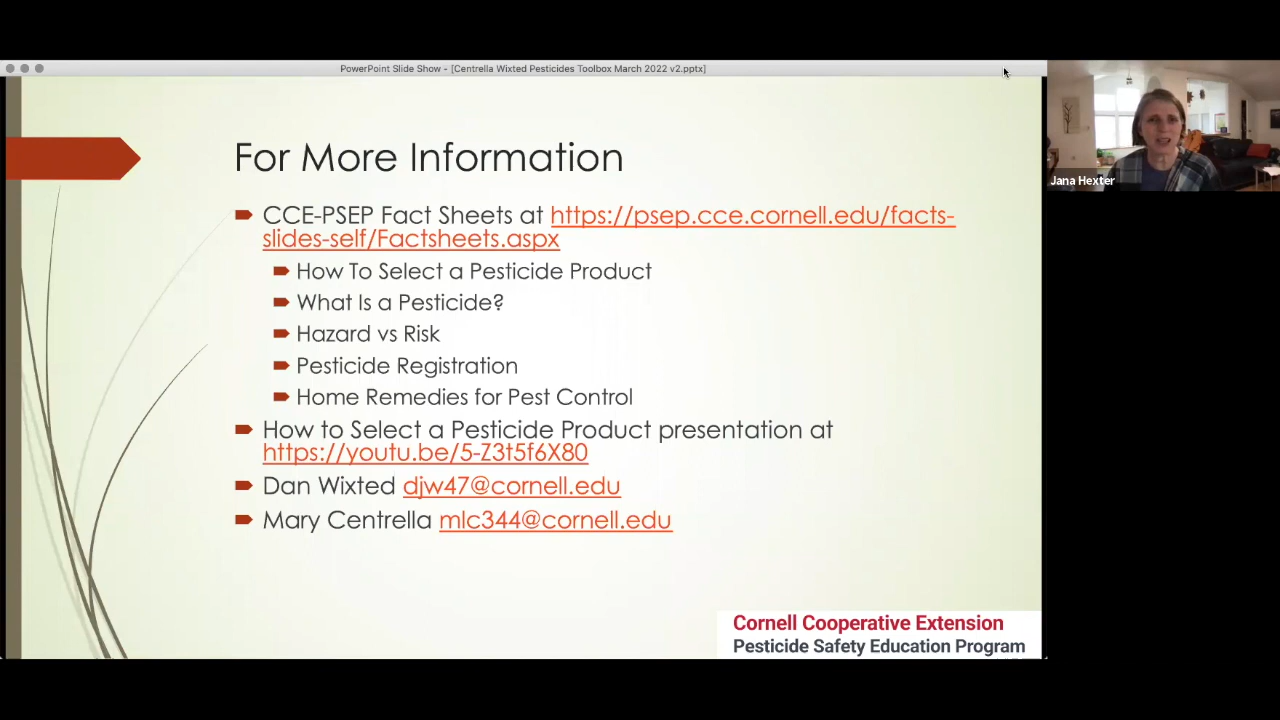 PowerPoint Slide Show - [Centrella Wixted Pesticides Toolbox March 2022 v2.pptx]
For More Information
CCE-PSEP Fact Sheets at https://psep.cce.cornell.edu/facts-
slides-self/Factsheets.aspx
How To Select a Pesticide Product
What Is a Pesticide?
Hazard vs Risk
Pesticide Registration
Home Remedies for Pest Control
How to Select a Pesticide Product presentation at
https://youtu.be/5-Z3t5f6X80
Dan Wixted djw47@cornell.edu
Mary Centrella mlc344@cornell.edu
Cornell Cooperative Extension
Pesticide Safety Education Program
Jana Hexter